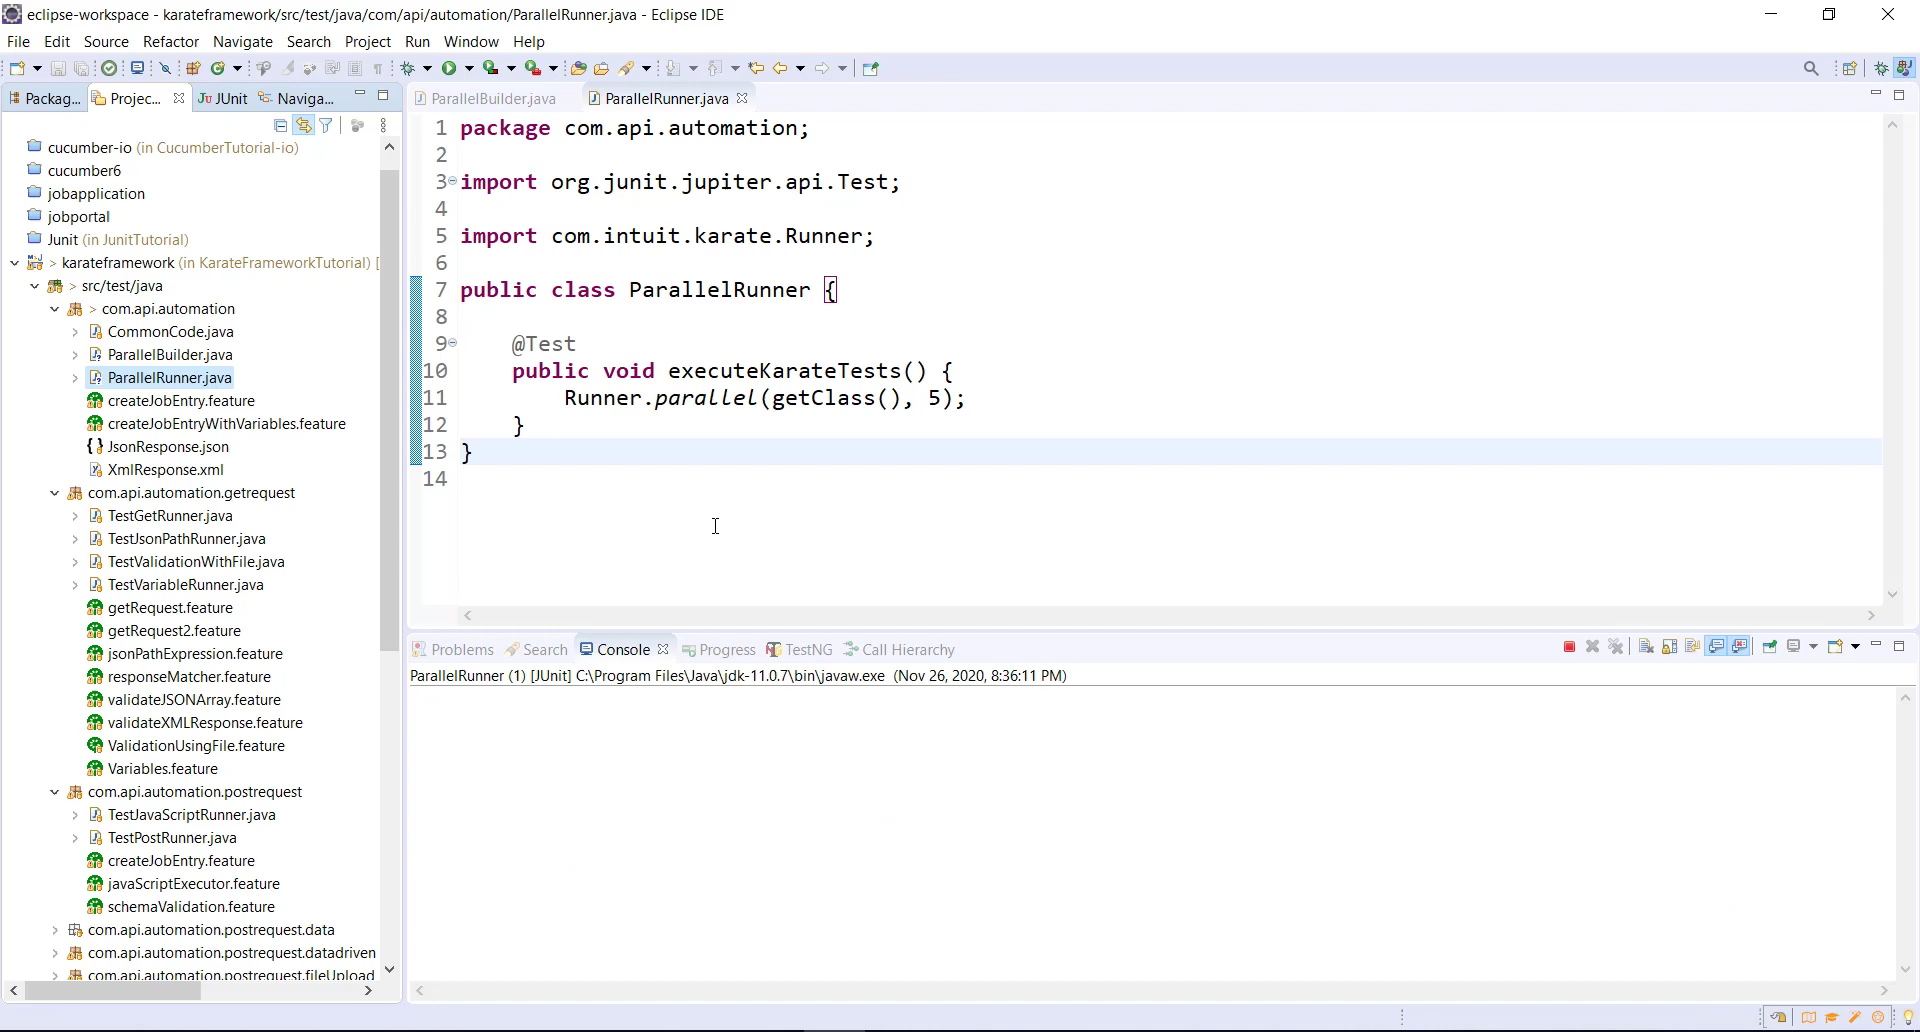 eclipse-workspace - karateframework/src/test/java/com/api/automation/ParallelRunner.java - Eclipse IDE
File Edit Source Refactor Navigate Search Project Run Window Help
Packag... Projec... JUnit Naviga...
ParallelBuilder.java ParallelRunner.java
cucumber-io (in CucumberTutorial-io)
cucumber6
jobapplication
jobportal
Junit (in JunitTutorial)
> karateframework (in KarateFrameworkTutorial) [
> src/test/java
> com.api.automation
CommonCode.java
ParallelBuilder.java
ParallelRunner.java
createJobEntry.feature
createJobEntryWithVariables.feature
JsonResponse.json
XmlResponse.xml
com.api.automation.getrequest
TestGetRunner.java
TestJsonPathRunner.java
TestValidationWithFile.java
TestVariableRunner.java
getRequest.feature
getRequest2.feature
jsonPathExpression.feature
responseMatcher.feature
validateJSONArray.feature
validateXMLResponse.feature
ValidationUsingFile.feature
Variables.feature
com.api.automation.postrequest
TestJavaScriptRunner.java
TestPostRunner.java
createJobEntry.feature
javaScriptExecutor.feature
schemaValidation.feature
com.api.automation.postrequest.data
com.api.automation.postrequest.datadriven
com.api.automation.postrequest.fileUpload
1 package com.api.automation;
2
3 import org.junit.jupiter.api.Test;
4
5 import com.intuit.karate.Runner;
6
7 public class ParallelRunner {
8
9 @Test
10 public void executeKarateTests() {
11 Runner.parallel(getClass(), 5);
12 }
13 }
14
Problems Search Console Progress TestNG Call Hierarchy
ParallelRunner (1) [JUnit] C:\Program Files\Java\jdk-11.0.7\bin\javaw.exe (Nov 26, 2020, 8:36:11 PM)